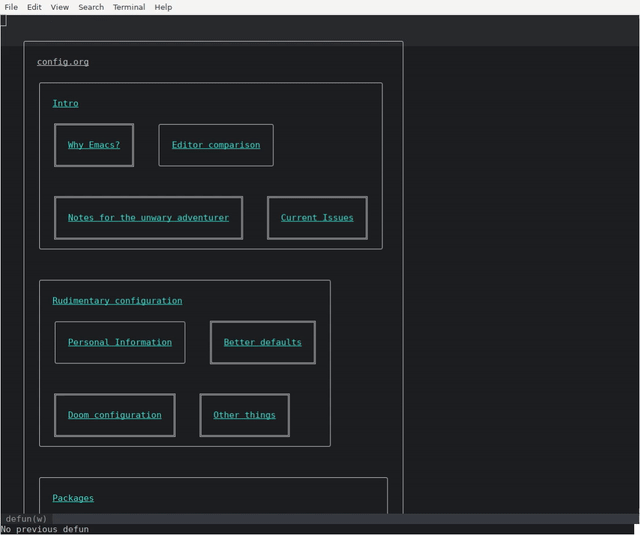 File Edit View Search Terminal Help
config.org
Intro
Why Emacs? Editor comparison
Notes for the unwary adventurer Current Issues
Rudimentary configuration
Personal Information Better defaults
Doom configuration Other things
Packages
defun(w)
No previous defun